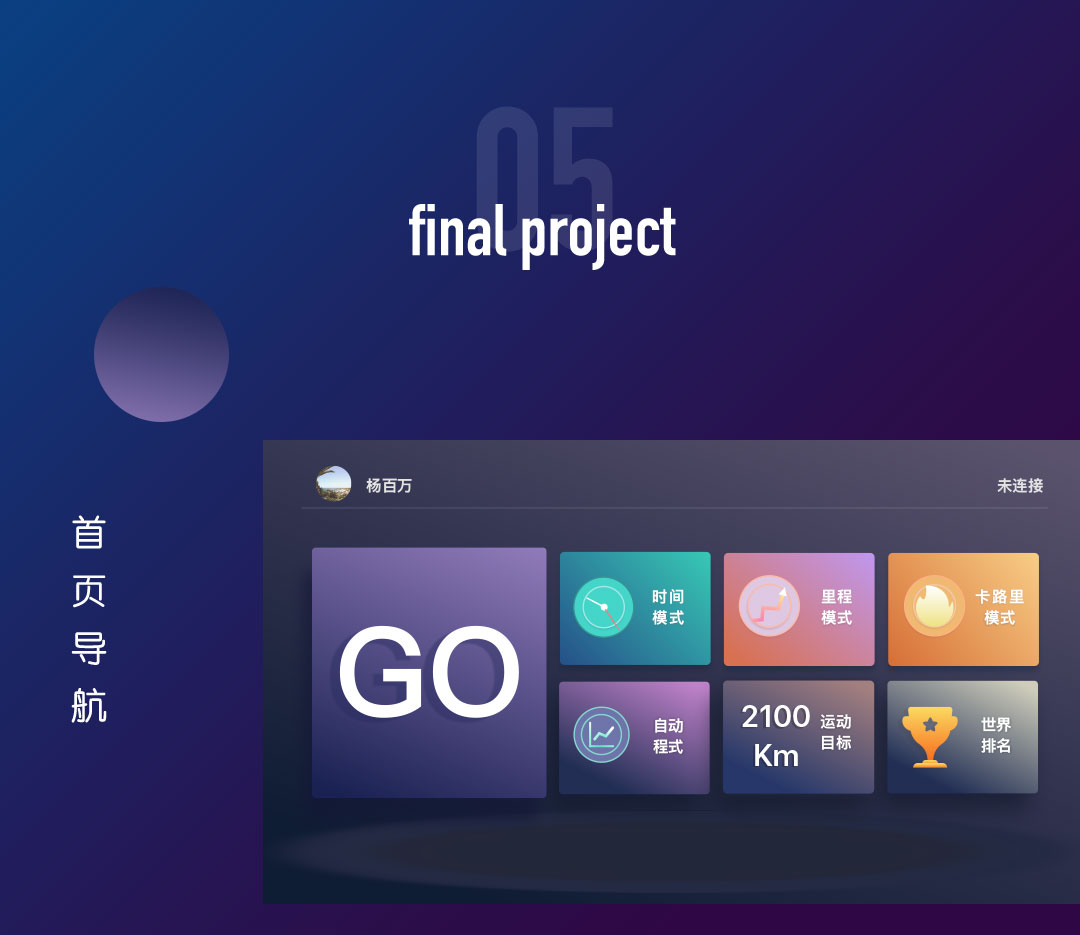 05
final project
首
页
导
航
杨百万
未连接
GO
时间
模式
里程
模式
卡路里
模式
自动
程式
2100
Km
运动
目标
世界
排名